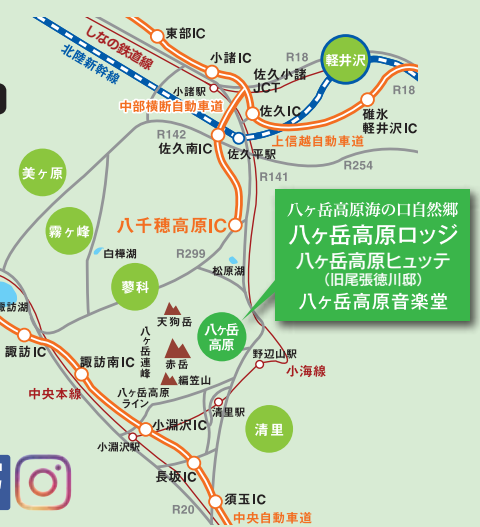 東部IC
しなの鉄道線
北陸新幹線
小諸IC
R18
軽井沢
佐久小諸
JCT
小諸駅
中部横断自動車道
R18
佐久IC
碓氷
軽井沢IC
R142
上信越自動車道
佐久南IC
佐久平駅
R254
美ヶ原
R141
八ヶ岳高原海の口自然郷
八ヶ岳高原ロッジ
八ヶ岳高原ヒュッテ
(旧尾張徳川邸)
八ヶ岳高原音楽堂
霧ヶ峰
八千穂高原IC
白樺湖
R299
松原湖
蓼科
諏訪湖
天狗岳
八ヶ岳
高原
八ヶ岳連峰
諏訪IC
諏訪南IC
赤岳
野辺山駅
小海線
編笠山
中央本線
八ヶ岳高原
ライン
清里駅
小淵沢IC
清里
小淵沢駅
長坂IC
須玉IC
R20
中央自動車道